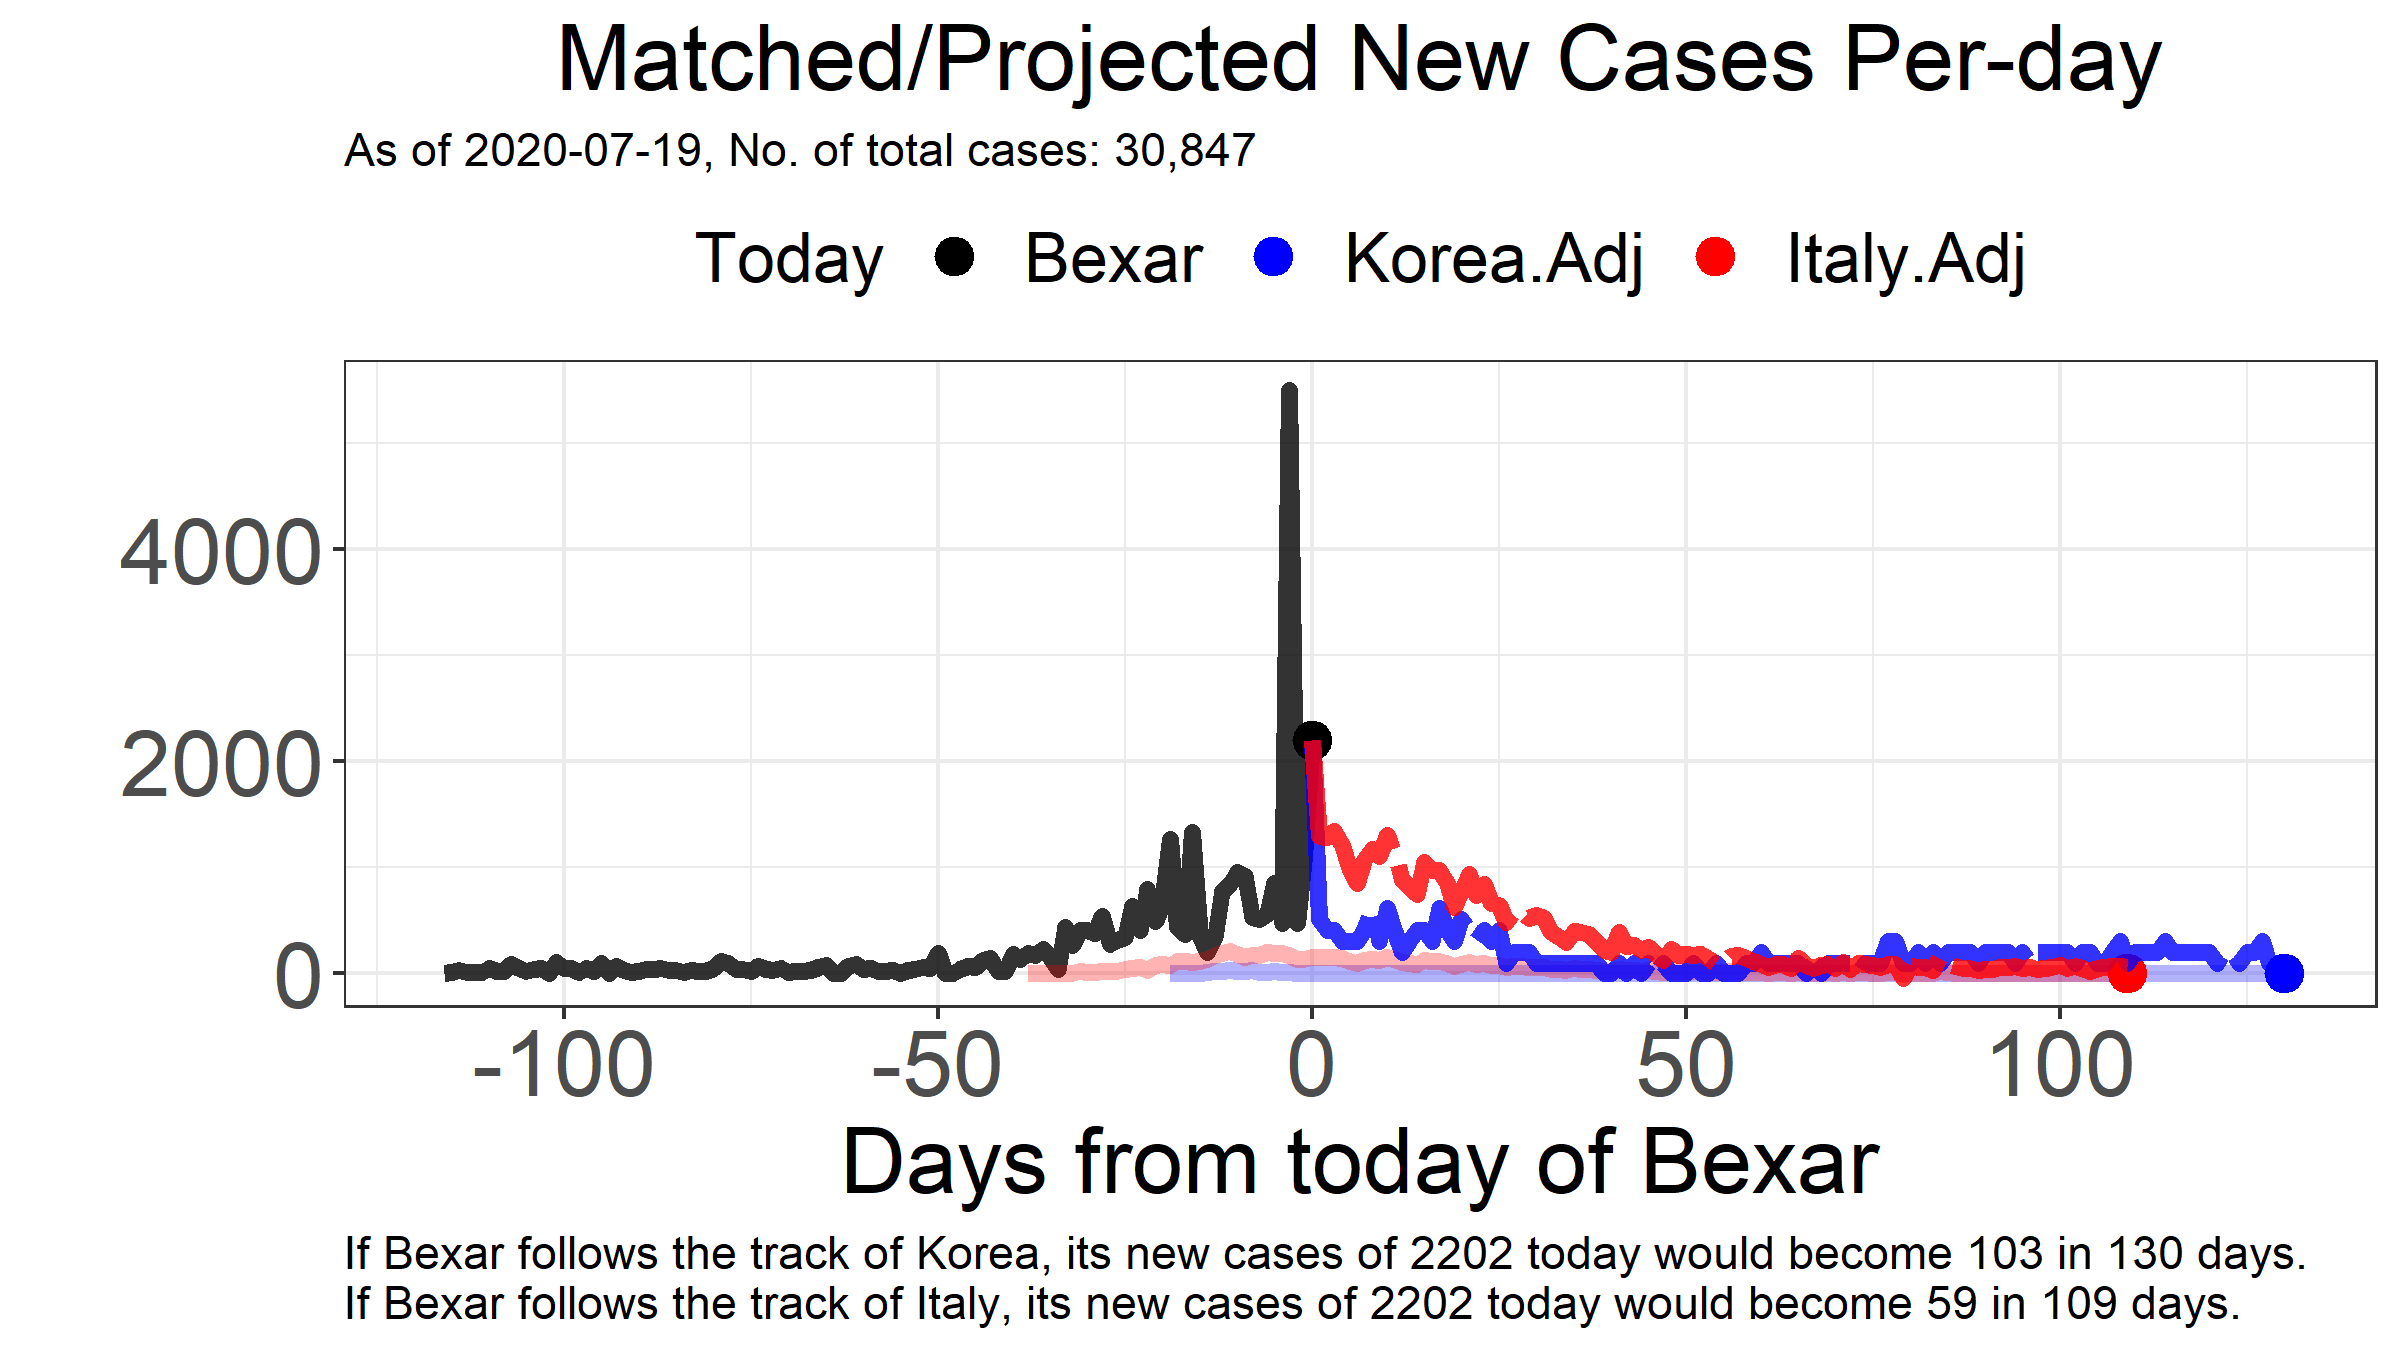 Matched/Projected New Cases Per-day
As of 2020-07-19, No. of total cases: 30,847
Today Bexar Korea.Adj Italy.Adj
4000
2000
0
-100 -50 0 50 100
Days from today of Bexar
If Bexar follows the track of Korea, its new cases of 2202 today would become 103 in 130 days.
If Bexar follows the track of Italy, its new cases of 2202 today would become 59 in 109 days.